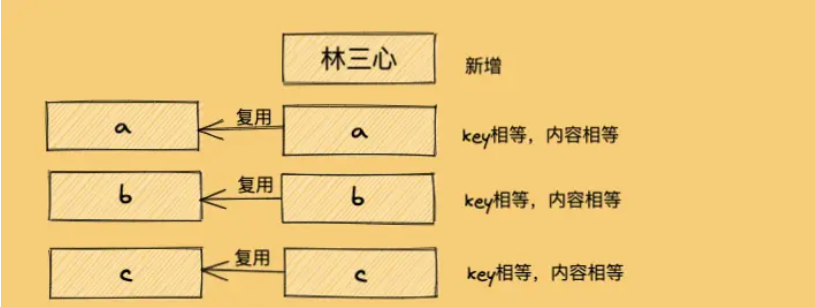 林三心 新增
a 复用 a key相等，内容相等
b 复用 b key相等，内容相等
c 复用 c key相等，内容相等